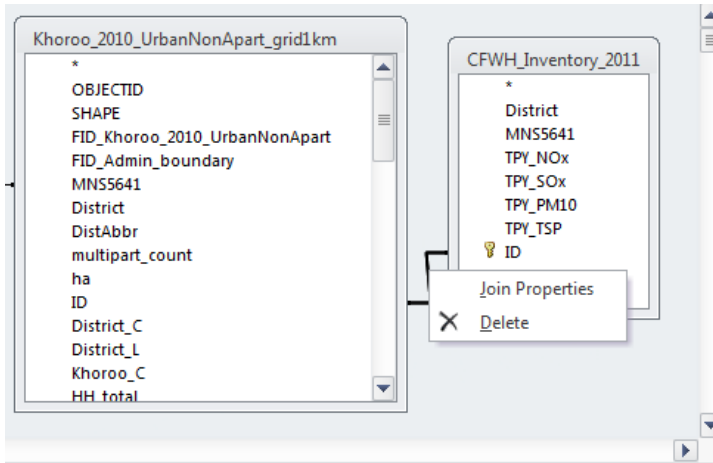 Khoroo_2010_UrbanNonApart_grid1km
*
OBJECTID
SHAPE
FID_Khoroo_2010_UrbanNonApart
FID_Admin_boundary
MNS5641
District
DistAbbr
multipart_count
ha
ID
District_C
District_L
Khoroo_C
HH_total
CFWH_Inventory_2011
*
District
MNS5641
TPY_NOx
TPY_SOx
TPY_PM10
TPY_TSP
ID
Join Properties
Delete